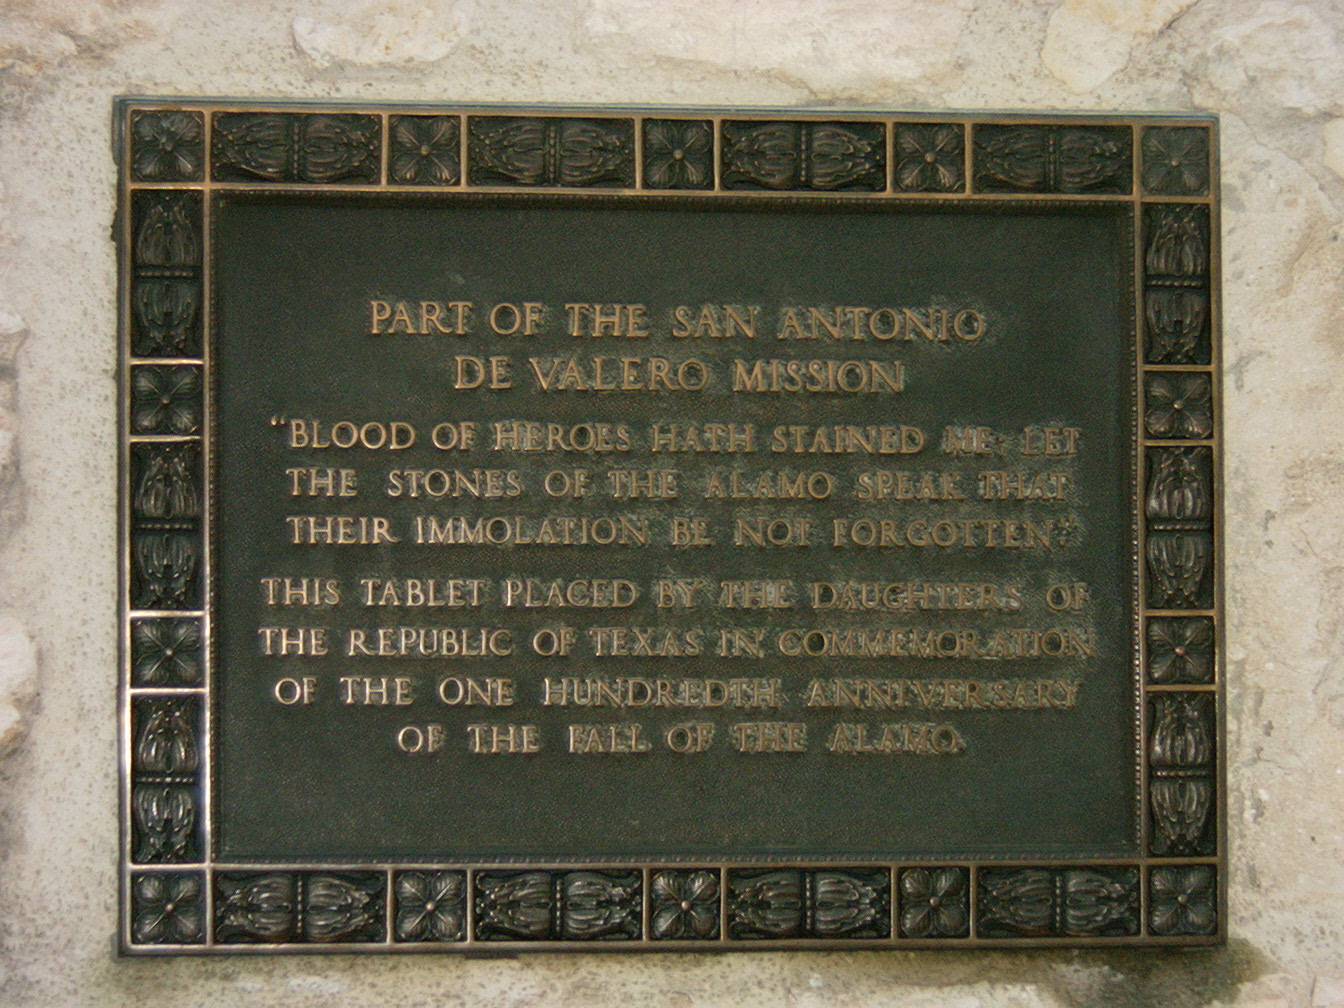 PART OF THE SAN ANTONIO
DE VALERO MISSION
"BLOOD OF HEROES HATH STAINED ME; LET
THE STONES OF THE ALAMO SPEAK THAT
THEIR IMMOLATION BE NOT FORGOTTEN."
THIS TABLET PLACED BY THE DAUGHTERS OF
THE REPUBLIC OF TEXAS IN COMMEMORATION
OF THE ONE HUNDREDTH ANNIVERSARY
OF THE FALL OF THE ALAMO.